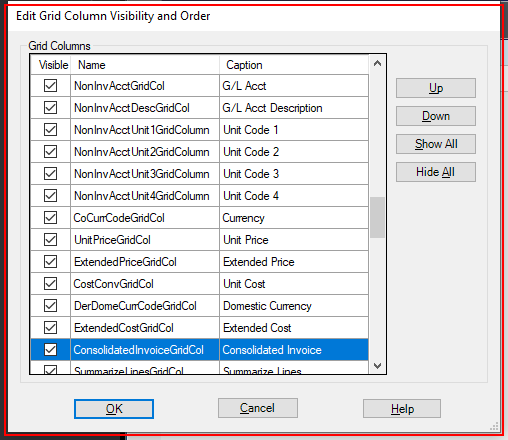 Edit Grid Column Visibility and Order
Grid Columns
Visible Name Caption
NonInvAcctGridCol G/L Acct
NonInvAcctDescGridCol G/L Acct Description
NonInvAcctUnit1GridColumn Unit Code 1
NonInvAcctUnit2GridColumn Unit Code 2
NonInvAcctUnit3GridColumn Unit Code 3
NonInvAcctUnit4GridColumn Unit Code 4
CoCurrCodeGridCol Currency
UnitPriceGridCol Unit Price
ExtendedPriceGridCol Extended Price
CostConvGridCol Unit Cost
DerDomeCurrCodeGridCol Domestic Currency
ExtendedCostGridCol Extended Cost
ConsolidatedInvoiceGridCol Consolidated Invoice
SummarizeLinesGridCol Summarize Lines
Up
Down
Show All
Hide All
OK Cancel Help